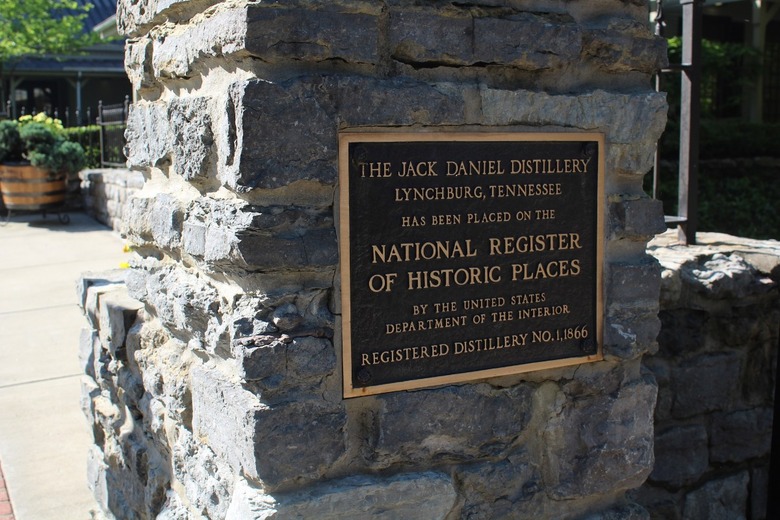 THE JACK DANIEL DISTILLERY
LYNCHBURG, TENNESSEE
HAS BEEN PLACED ON THE
NATIONAL REGISTER
OF HISTORIC PLACES
BY THE UNITED STATES
DEPARTMENT OF THE INTERIOR
REGISTERED DISTILLERY NO. 1, 1866